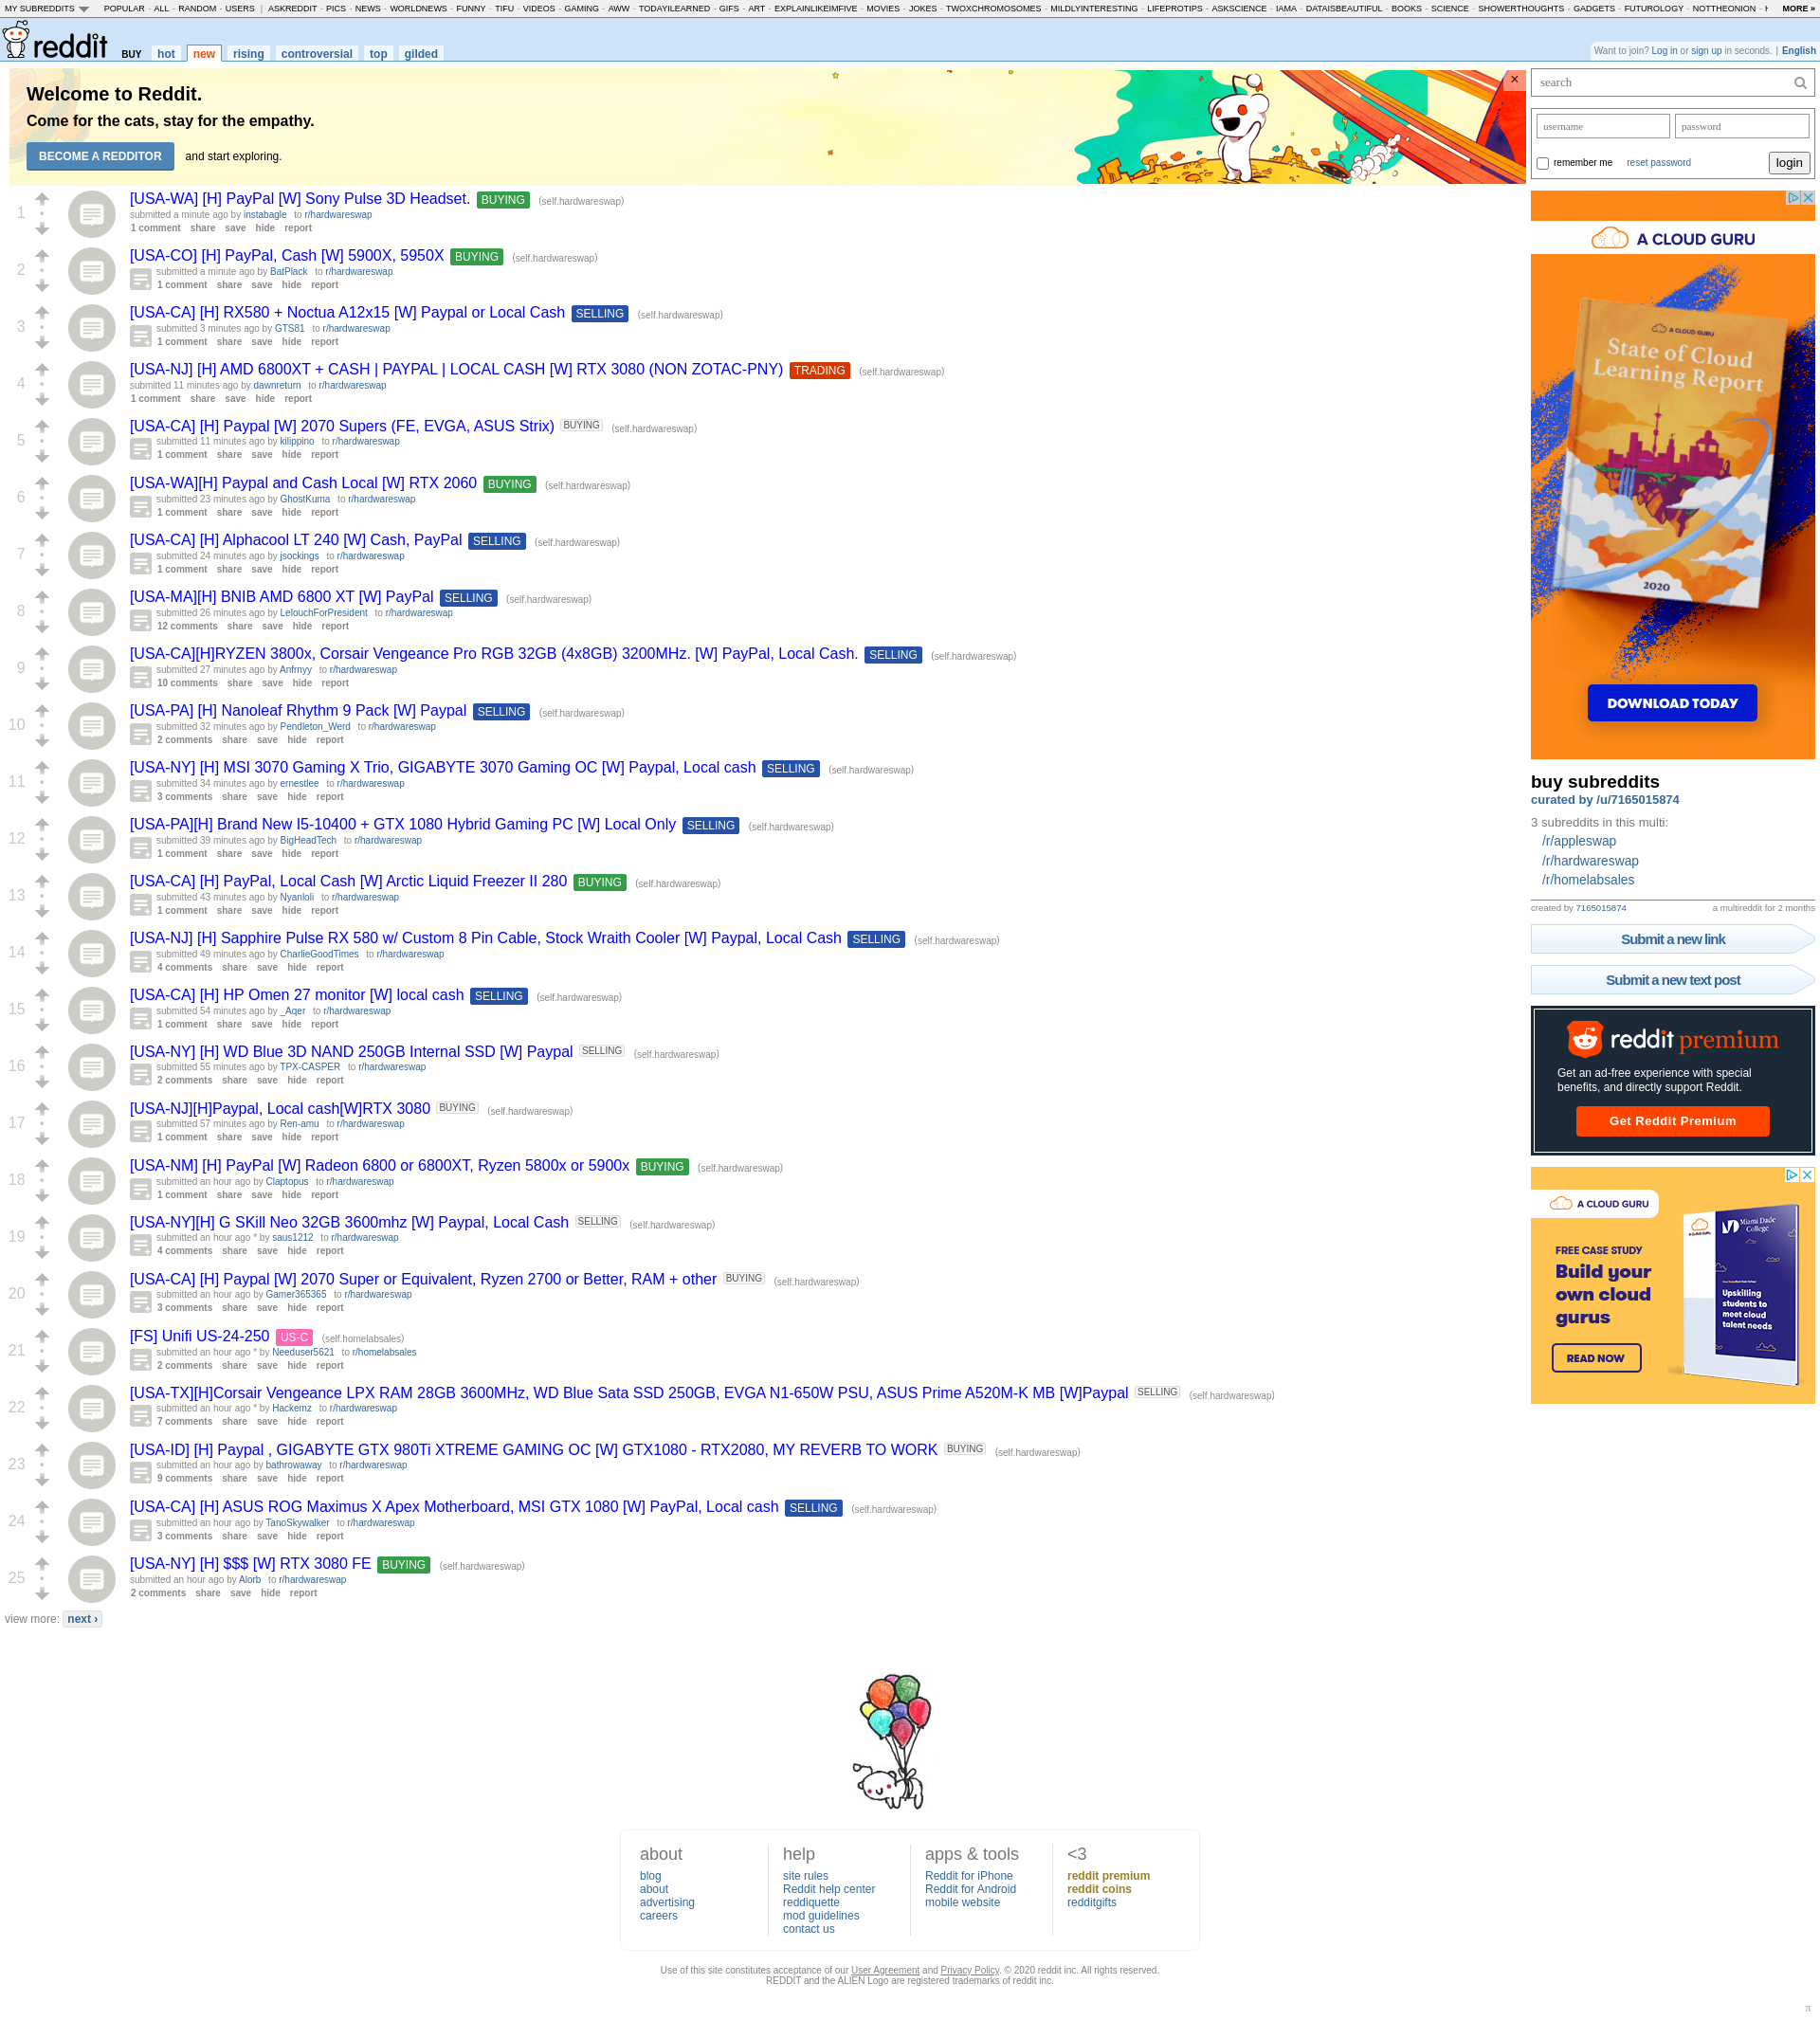 MY SUBREDDITS POPULAR - ALL - RANDOM - USERS | ASKREDDIT - PICS - NEWS - WORLDNEWS - FUNNY - TIFU - VIDEOS - GAMING - AWW - TODAYILEARNED - GIFS - ART - EXPLAINLIKEIMFIVE - MOVIES - JOKES - TWOXCHROMOSOMES - MILDLYINTERESTING - LIFEPROTIPS - ASKSCIENCE - IAMA - DATAISBEAUTIFUL - BOOKS - SCIENCE - SHOWERTHOUGHTS - GADGETS - FUTUROLOGY - NOTTHEONION - MORE »
reddit BUY hot new rising controversial top gilded
Want to join? Log in or sign up in seconds. | English
Welcome to Reddit.
Come for the cats, stay for the empathy.
BECOME A REDDITOR and start exploring.
×
1
[USA-WA] [H] PayPal [W] Sony Pulse 3D Headset. BUYING (self.hardwareswap)
submitted a minute ago by instabagle to r/hardwareswap
1 comment share save hide report
2
[USA-CO] [H] PayPal, Cash [W] 5900X, 5950X BUYING (self.hardwareswap)
submitted a minute ago by BatPlack to r/hardwareswap
1 comment share save hide report
3
[USA-CA] [H] RX580 + Noctua A12x15 [W] Paypal or Local Cash SELLING (self.hardwareswap)
submitted 3 minutes ago by GTS81 to r/hardwareswap
1 comment share save hide report
4
[USA-NJ] [H] AMD 6800XT + CASH | PAYPAL | LOCAL CASH [W] RTX 3080 (NON ZOTAC-PNY) TRADING (self.hardwareswap)
submitted 11 minutes ago by dawnreturn to r/hardwareswap
1 comment share save hide report
5
[USA-CA] [H] Paypal [W] 2070 Supers (FE, EVGA, ASUS Strix) BUYING (self.hardwareswap)
submitted 11 minutes ago by kilippino to r/hardwareswap
1 comment share save hide report
6
[USA-WA][H] Paypal and Cash Local [W] RTX 2060 BUYING (self.hardwareswap)
submitted 23 minutes ago by GhostKuma to r/hardwareswap
1 comment share save hide report
7
[USA-CA] [H] Alphacool LT 240 [W] Cash, PayPal SELLING (self.hardwareswap)
submitted 24 minutes ago by jsockings to r/hardwareswap
1 comment share save hide report
8
[USA-MA][H] BNIB AMD 6800 XT [W] PayPal SELLING (self.hardwareswap)
submitted 26 minutes ago by LelouchForPresident to r/hardwareswap
12 comments share save hide report
9
[USA-CA][H]RYZEN 3800x, Corsair Vengeance Pro RGB 32GB (4x8GB) 3200MHz. [W] PayPal, Local Cash. SELLING (self.hardwareswap)
submitted 27 minutes ago by Anfrnyy to r/hardwareswap
10 comments share save hide report
10
[USA-PA] [H] Nanoleaf Rhythm 9 Pack [W] Paypal SELLING (self.hardwareswap)
submitted 32 minutes ago by Pendleton_Werd to r/hardwareswap
2 comments share save hide report
11
[USA-NY] [H] MSI 3070 Gaming X Trio, GIGABYTE 3070 Gaming OC [W] Paypal, Local cash SELLING (self.hardwareswap)
submitted 34 minutes ago by ernestlee to r/hardwareswap
3 comments share save hide report
12
[USA-PA][H] Brand New I5-10400 + GTX 1080 Hybrid Gaming PC [W] Local Only SELLING (self.hardwareswap)
submitted 39 minutes ago by BigHeadTech to r/hardwareswap
1 comment share save hide report
13
[USA-CA] [H] PayPal, Local Cash [W] Arctic Liquid Freezer II 280 BUYING (self.hardwareswap)
submitted 43 minutes ago by Nyanloli to r/hardwareswap
1 comment share save hide report
14
[USA-NJ] [H] Sapphire Pulse RX 580 w/ Custom 8 Pin Cable, Stock Wraith Cooler [W] Paypal, Local Cash SELLING (self.hardwareswap)
submitted 49 minutes ago by CharlieGoodTimes to r/hardwareswap
4 comments share save hide report
15
[USA-CA] [H] HP Omen 27 monitor [W] local cash SELLING (self.hardwareswap)
submitted 54 minutes ago by _Aqer to r/hardwareswap
1 comment share save hide report
16
[USA-NY] [H] WD Blue 3D NAND 250GB Internal SSD [W] Paypal SELLING (self.hardwareswap)
submitted 55 minutes ago by TPX-CASPER to r/hardwareswap
2 comments share save hide report
17
[USA-NJ][H]Paypal, Local cash[W]RTX 3080 BUYING (self.hardwareswap)
submitted 57 minutes ago by Ren-amu to r/hardwareswap
1 comment share save hide report
18
[USA-NM] [H] PayPal [W] Radeon 6800 or 6800XT, Ryzen 5800x or 5900x BUYING (self.hardwareswap)
submitted an hour ago by Claptopus to r/hardwareswap
1 comment share save hide report
19
[USA-NY][H] G SKill Neo 32GB 3600mhz [W] Paypal, Local Cash SELLING (self.hardwareswap)
submitted an hour ago * by saus1212 to r/hardwareswap
4 comments share save hide report
20
[USA-CA] [H] Paypal [W] 2070 Super or Equivalent, Ryzen 2700 or Better, RAM + other BUYING (self.hardwareswap)
submitted an hour ago by Gamer365365 to r/hardwareswap
3 comments share save hide report
21
[FS] Unifi US-24-250 US-C (self.homelabsales)
submitted an hour ago * by Needuser5621 to r/homelabsales
2 comments share save hide report
22
[USA-TX][H]Corsair Vengeance LPX RAM 28GB 3600MHz, WD Blue Sata SSD 250GB, EVGA N1-650W PSU, ASUS Prime A520M-K MB [W]Paypal SELLING (self.hardwareswap)
submitted an hour ago * by Hackemz to r/hardwareswap
7 comments share save hide report
23
[USA-ID] [H] Paypal , GIGABYTE GTX 980Ti XTREME GAMING OC [W] GTX1080 - RTX2080, MY REVERB TO WORK BUYING (self.hardwareswap)
submitted an hour ago by bathrowaway to r/hardwareswap
9 comments share save hide report
24
[USA-CA] [H] ASUS ROG Maximus X Apex Motherboard, MSI GTX 1080 [W] PayPal, Local cash SELLING (self.hardwareswap)
submitted an hour ago by TanoSkywalker to r/hardwareswap
3 comments share save hide report
25
[USA-NY] [H] $$$ [W] RTX 3080 FE BUYING (self.hardwareswap)
submitted an hour ago by Alorb to r/hardwareswap
2 comments share save hide report
view more: next ›
search
username password
remember me reset password login
A CLOUD GURU
A CLOUD GURU
State of Cloud
Learning Report
2020
DOWNLOAD TODAY
buy subreddits
curated by /u/7165015874
3 subreddits in this multi:
/r/appleswap
/r/hardwareswap
/r/homelabsales
created by 7165015874 a multireddit for 2 months
Submit a new link
Submit a new text post
reddit premium
Get an ad-free experience with special
benefits, and directly support Reddit.
Get Reddit Premium
A CLOUD GURU
FREE CASE STUDY
Build your
own cloud
gurus
READ NOW
Miami Dade
College
Upskilling
students to
meet cloud
talent needs
about
blog
about
advertising
careers
help
site rules
Reddit help center
reddiquette
mod guidelines
contact us
apps & tools
Reddit for iPhone
Reddit for Android
mobile website
<3
reddit premium
reddit coins
redditgifts
Use of this site constitutes acceptance of our User Agreement and Privacy Policy. © 2020 reddit inc. All rights reserved.
REDDIT and the ALIEN Logo are registered trademarks of reddit inc.
π